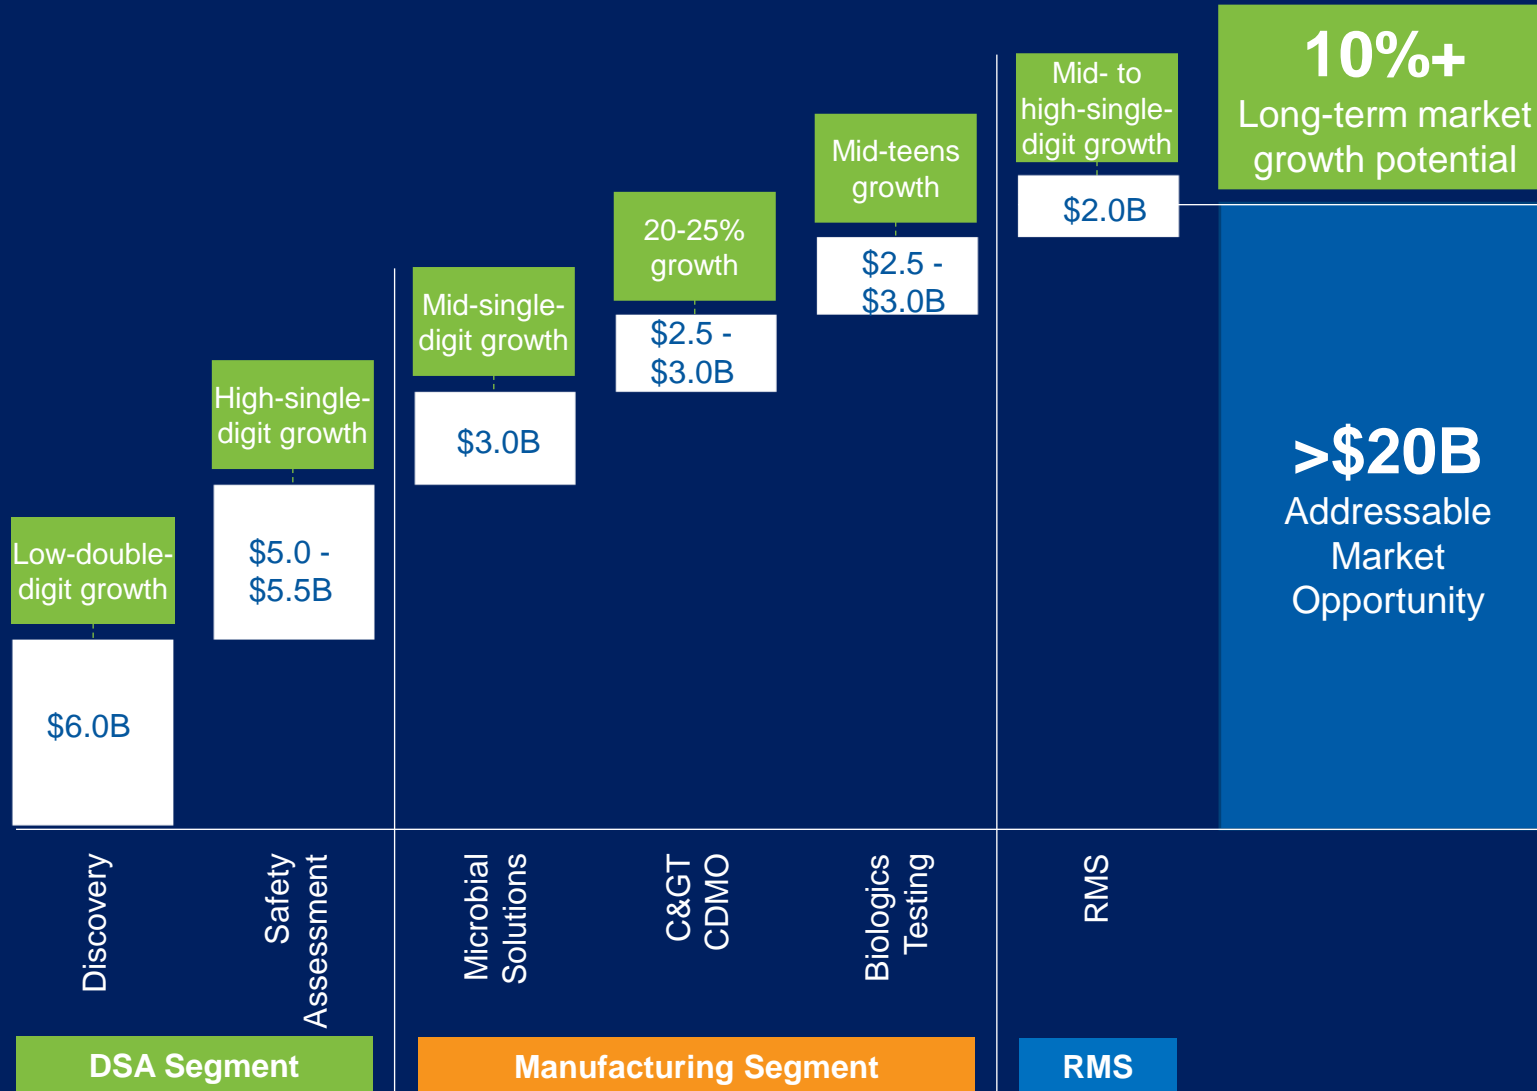 Low-double-
digit growth
$6.0B
High-single-
digit growth
$5.0 -
$5.5B
Mid-single-
digit growth
$3.0B
20-25%
growth
$2.5 -
$3.0B
Mid-teens
growth
$2.5 -
$3.0B
Mid- to
high-single-
digit growth
$2.0B
10%+
Long-term market
growth potential
>$20B
Addressable
Market
Opportunity
Discovery
Safety
Assessment
Microbial
Solutions
C&GT
CDMO
Biologics
Testing
RMS
DSA Segment
Manufacturing Segment
RMS